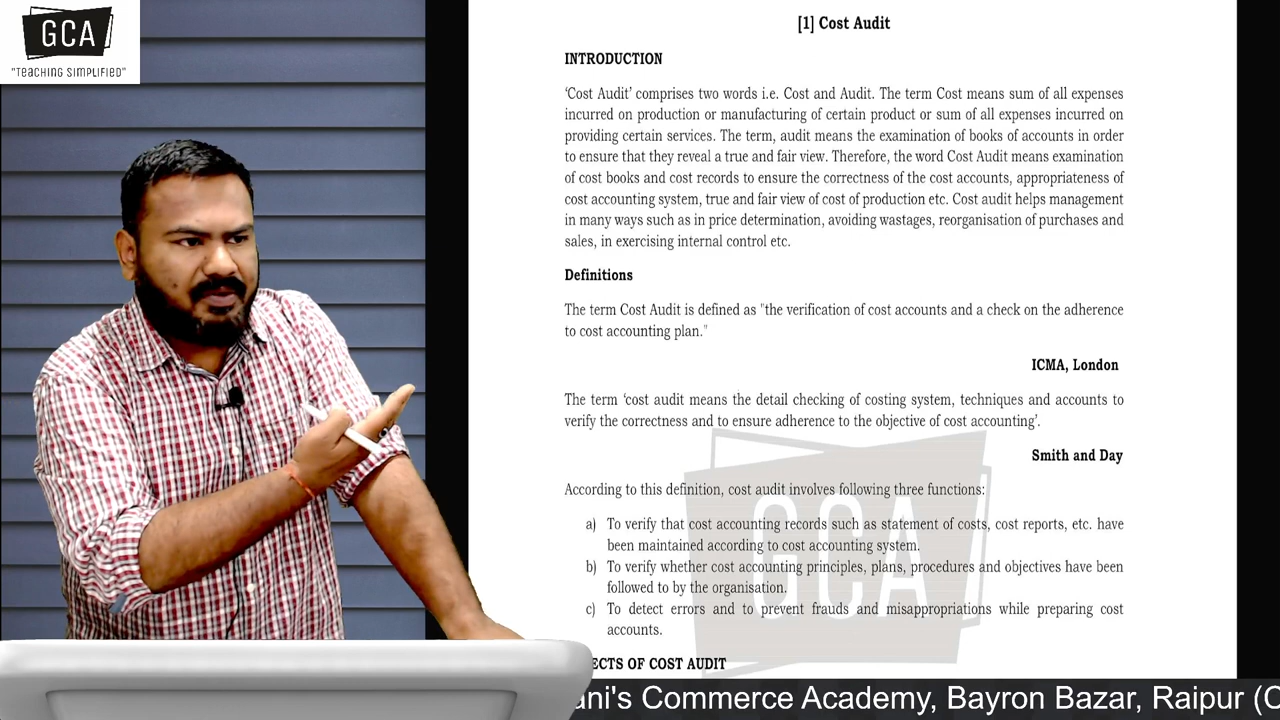 GCA
"TEACHING SIMPLIFIED"
[1] Cost Audit
INTRODUCTION
‘Cost Audit’ comprises two words i.e. Cost and Audit. The term Cost means sum of all expenses
incurred on production or manufacturing of certain product or sum of all expenses incurred on
providing certain services. The term, audit means the examination of books of accounts in order
to ensure that they reveal a true and fair view. Therefore, the word Cost Audit means examination
of cost books and cost records to ensure the correctness of the cost accounts, appropriateness of
cost accounting system, true and fair view of cost of production etc. Cost audit helps management
in many ways such as in price determination, avoiding wastages, reorganisation of purchases and
sales, in exercising internal control etc.
Definitions
The term Cost Audit is defined as "the verification of cost accounts and a check on the adherence
to cost accounting plan."
ICMA, London
The term ‘cost audit means the detail checking of costing system, techniques and accounts to
verify the correctness and to ensure adherence to the objective of cost accounting’.
Smith and Day
According to this definition, cost audit involves following three functions:
a) To verify that cost accounting records such as statement of costs, cost reports, etc. have
been maintained according to cost accounting system.
b) To verify whether cost accounting principles, plans, procedures and objectives have been
followed to by the organisation.
c) To detect errors and to prevent frauds and misappropriations while preparing cost
accounts.
GCA
ECTS OF COST AUDIT
ani's Commerce Academy, Bayron Bazar, Raipur (C